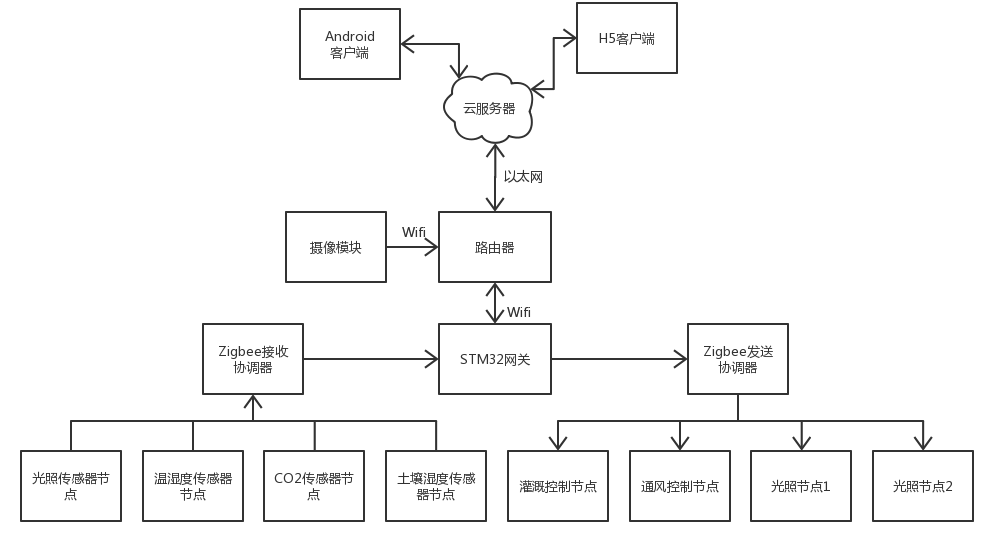 Android
客户端
H5客户端
云服务器
以太网
摄像模块
Wifi
路由器
Wifi
Zigbee接收
协调器
STM32网关
Zigbee发送
协调器
光照传感器节
点
温湿度传感器
节点
CO2传感器节
点
土壤湿度传感
器节点
灌溉控制节点
通风控制节点
光照节点1
光照节点2